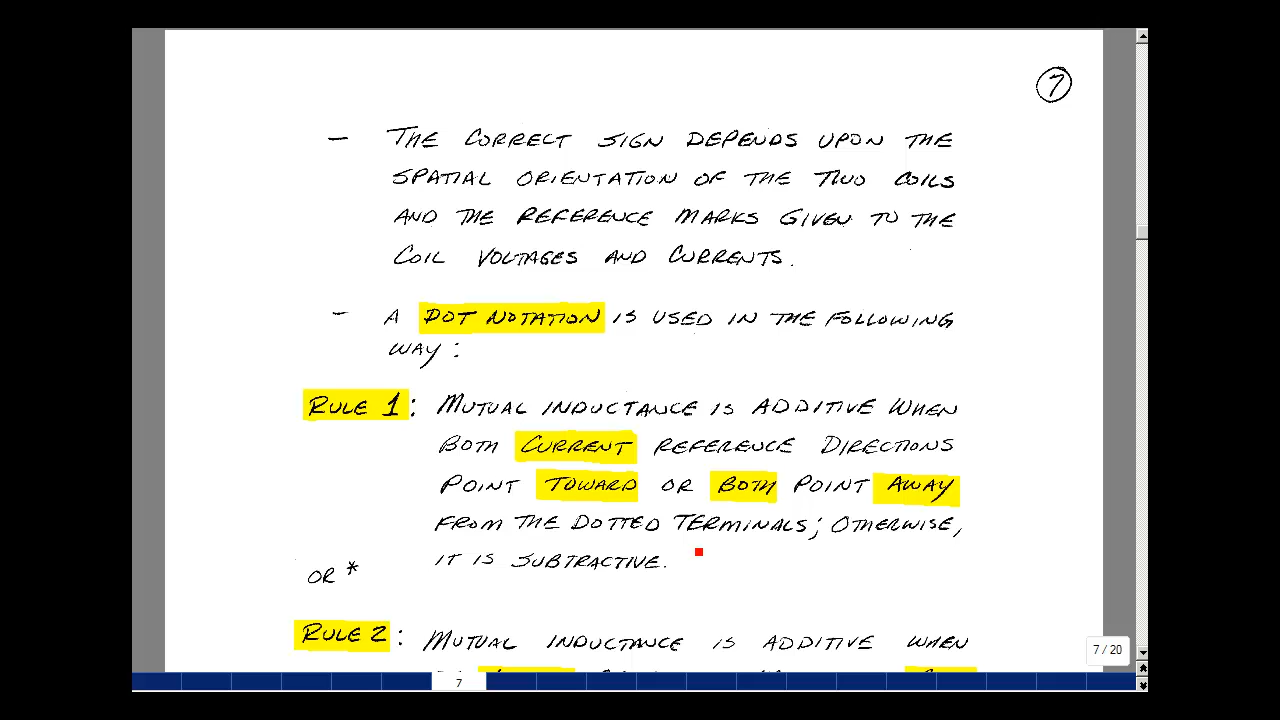 7
- THE CORRECT SIGN DEPENDS UPON THE
SPATIAL ORIENTATION OF THE TWO COILS
AND THE REFERENCE MARKS GIVEN TO THE
COIL VOLTAGES AND CURRENTS.
- A DOT NOTATION IS USED IN THE FOLLOWING
WAY:
RULE 1: MUTUAL INDUCTANCE IS ADDITIVE WHEN
BOTH CURRENT REFERENCE DIRECTIONS
POINT TOWARD OR BOTH POINT AWAY
FROM THE DOTTED TERMINALS; OTHERWISE,
IT IS SUBTRACTIVE.
OR *
RULE 2: MUTUAL INDUCTANCE IS ADDITIVE WHEN
7 / 20
7